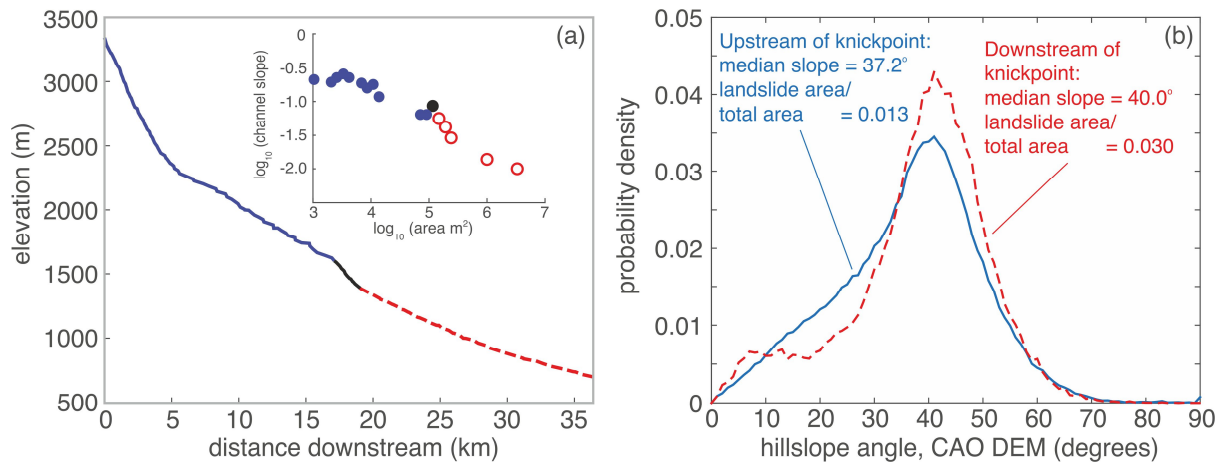 (a)
elevation (m)
3500
3000
2500
2000
1500
1000
500
0
5
10
15
20
25
30
35
distance downstream (km)
log10 (channel slope)
0
-0.5
-1.0
-1.5
-2.0
3
4
5
6
7
log10 (area m²)
(b)
probability density
0.05
0.04
0.03
0.02
0.01
0
Upstream of knickpoint:
median slope = 37.2°
landslide area/
total area = 0.013
Downstream of
knickpoint:
median slope = 40.0°
landslide area/
total area = 0.030
0
10
20
30
40
50
60
70
80
90
hillslope angle, CAO DEM (degrees)